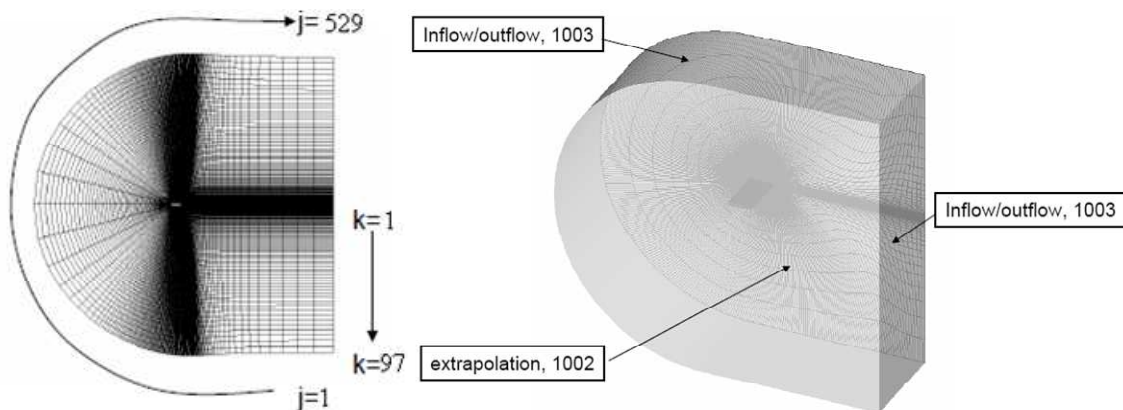 j= 529
k=1
k=97
j=1
Inflow/outflow, 1003
Inflow/outflow, 1003
extrapolation, 1002